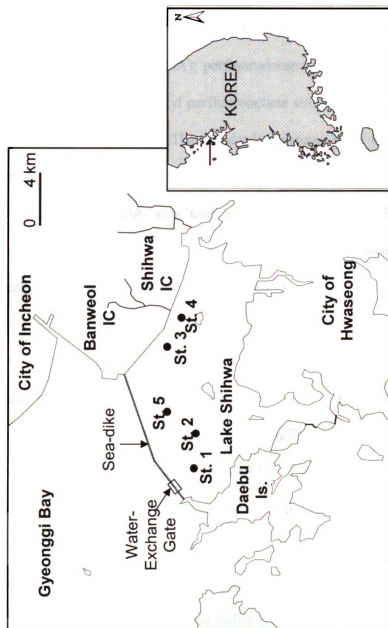 Gyeonggi Bay
City of Incheon
0 4 km
Sea-dike
Banweol
IC
Shihwa
IC
Water-
Exchange
Gate
St. 5
St. 3
St. 4
St. 2
St. 1
Lake Shihwa
Daebu
Is.
City of
Hwaseong
N
KOREA